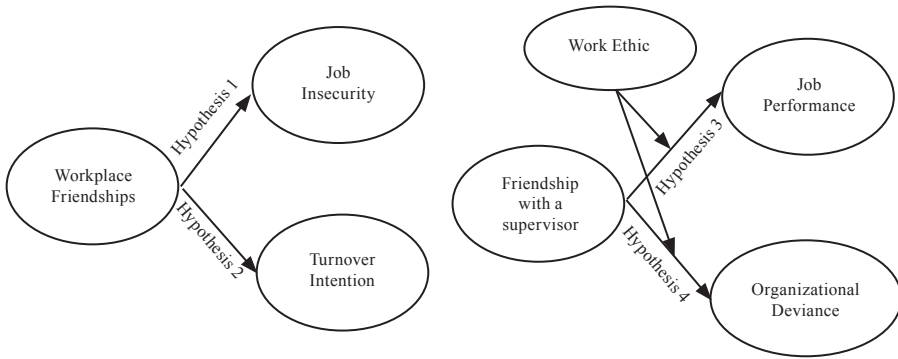 Job
Insecurity
Hypothesis 1
Workplace
Friendships
Hypothesis 2
Turnover
Intention
Work Ethic
Job
Performance
Hypothesis 3
Friendship
with a
supervisor
Hypothesis 4
Organizational
Deviance